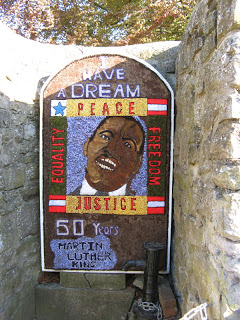 I
HAVE
A DREAM
PEACE
EQUALITY
FREEDOM
JUSTICE
50 Years
MARTIN
LUTHER
KING